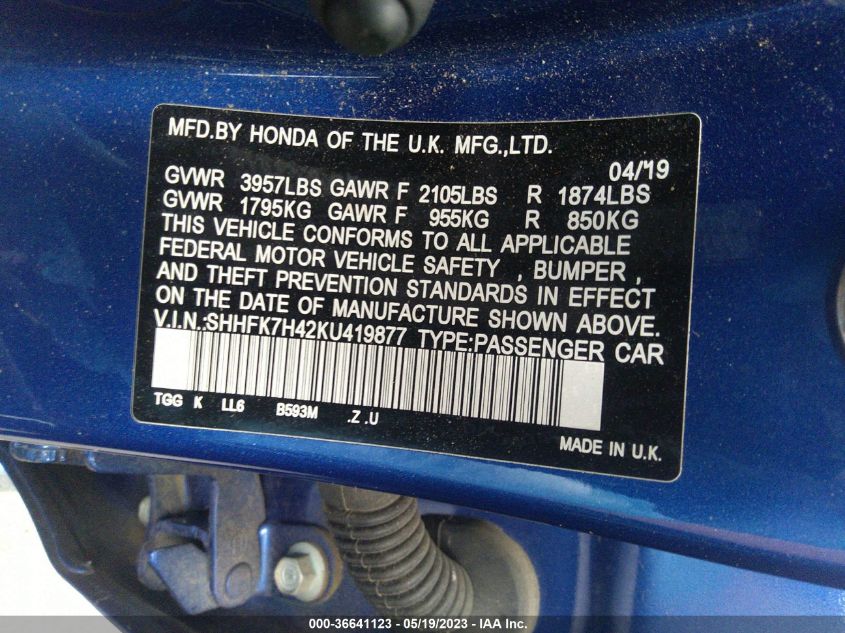 MFD.BY HONDA OF THE U.K. MFG.,LTD.
04/19
GVWR 3957LBS GAWR F 2105LBS R 1874LBS
GVWR 1795KG GAWR F 955KG R 850KG
THIS VEHICLE CONFORMS TO ALL APPLICABLE
FEDERAL MOTOR VEHICLE SAFETY , BUMPER ,
AND THEFT PREVENTION STANDARDS IN EFFECT
ON THE DATE OF MANUFACTURE SHOWN ABOVE.
V.I.N.:SHHFK7H42KU419877 TYPE:PASSENGER CAR
TGG K LL6 B593M .Z .U
MADE IN U.K.
000-36641123 / 05/19/2023 - IAA Inc.